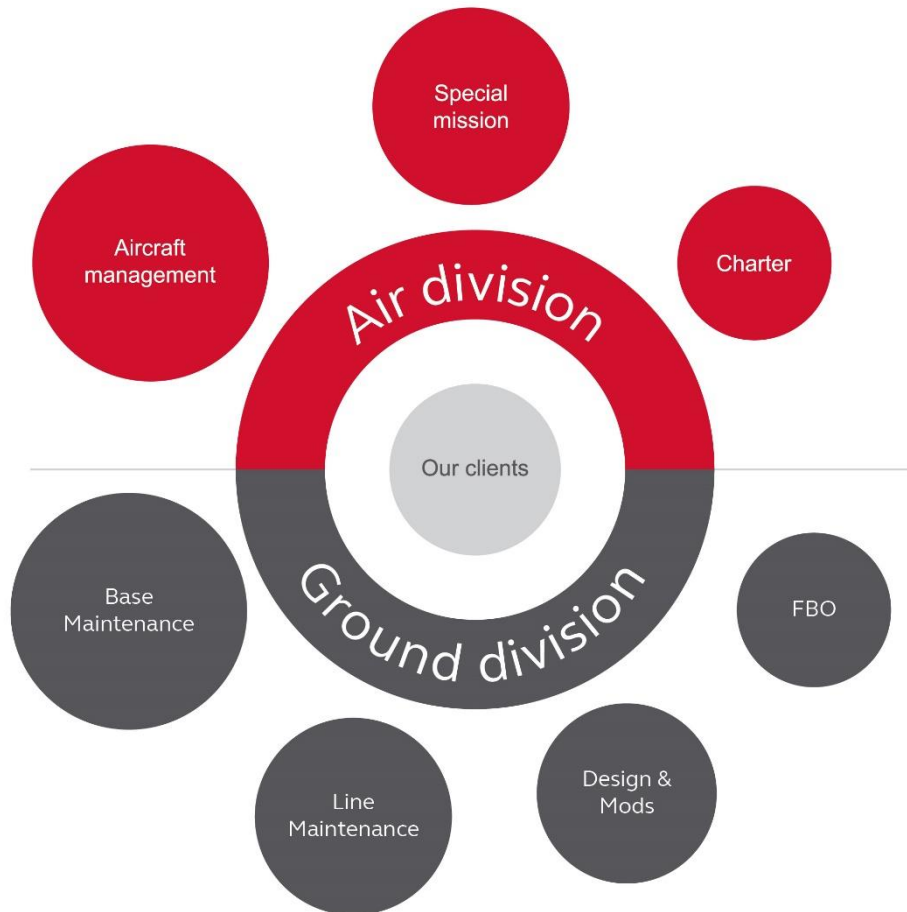 Special
mission
Aircraft
management
Charter
Air division
Our clients
Ground division
Base
Maintenance
FBO
Line
Maintenance
Design &
Mods